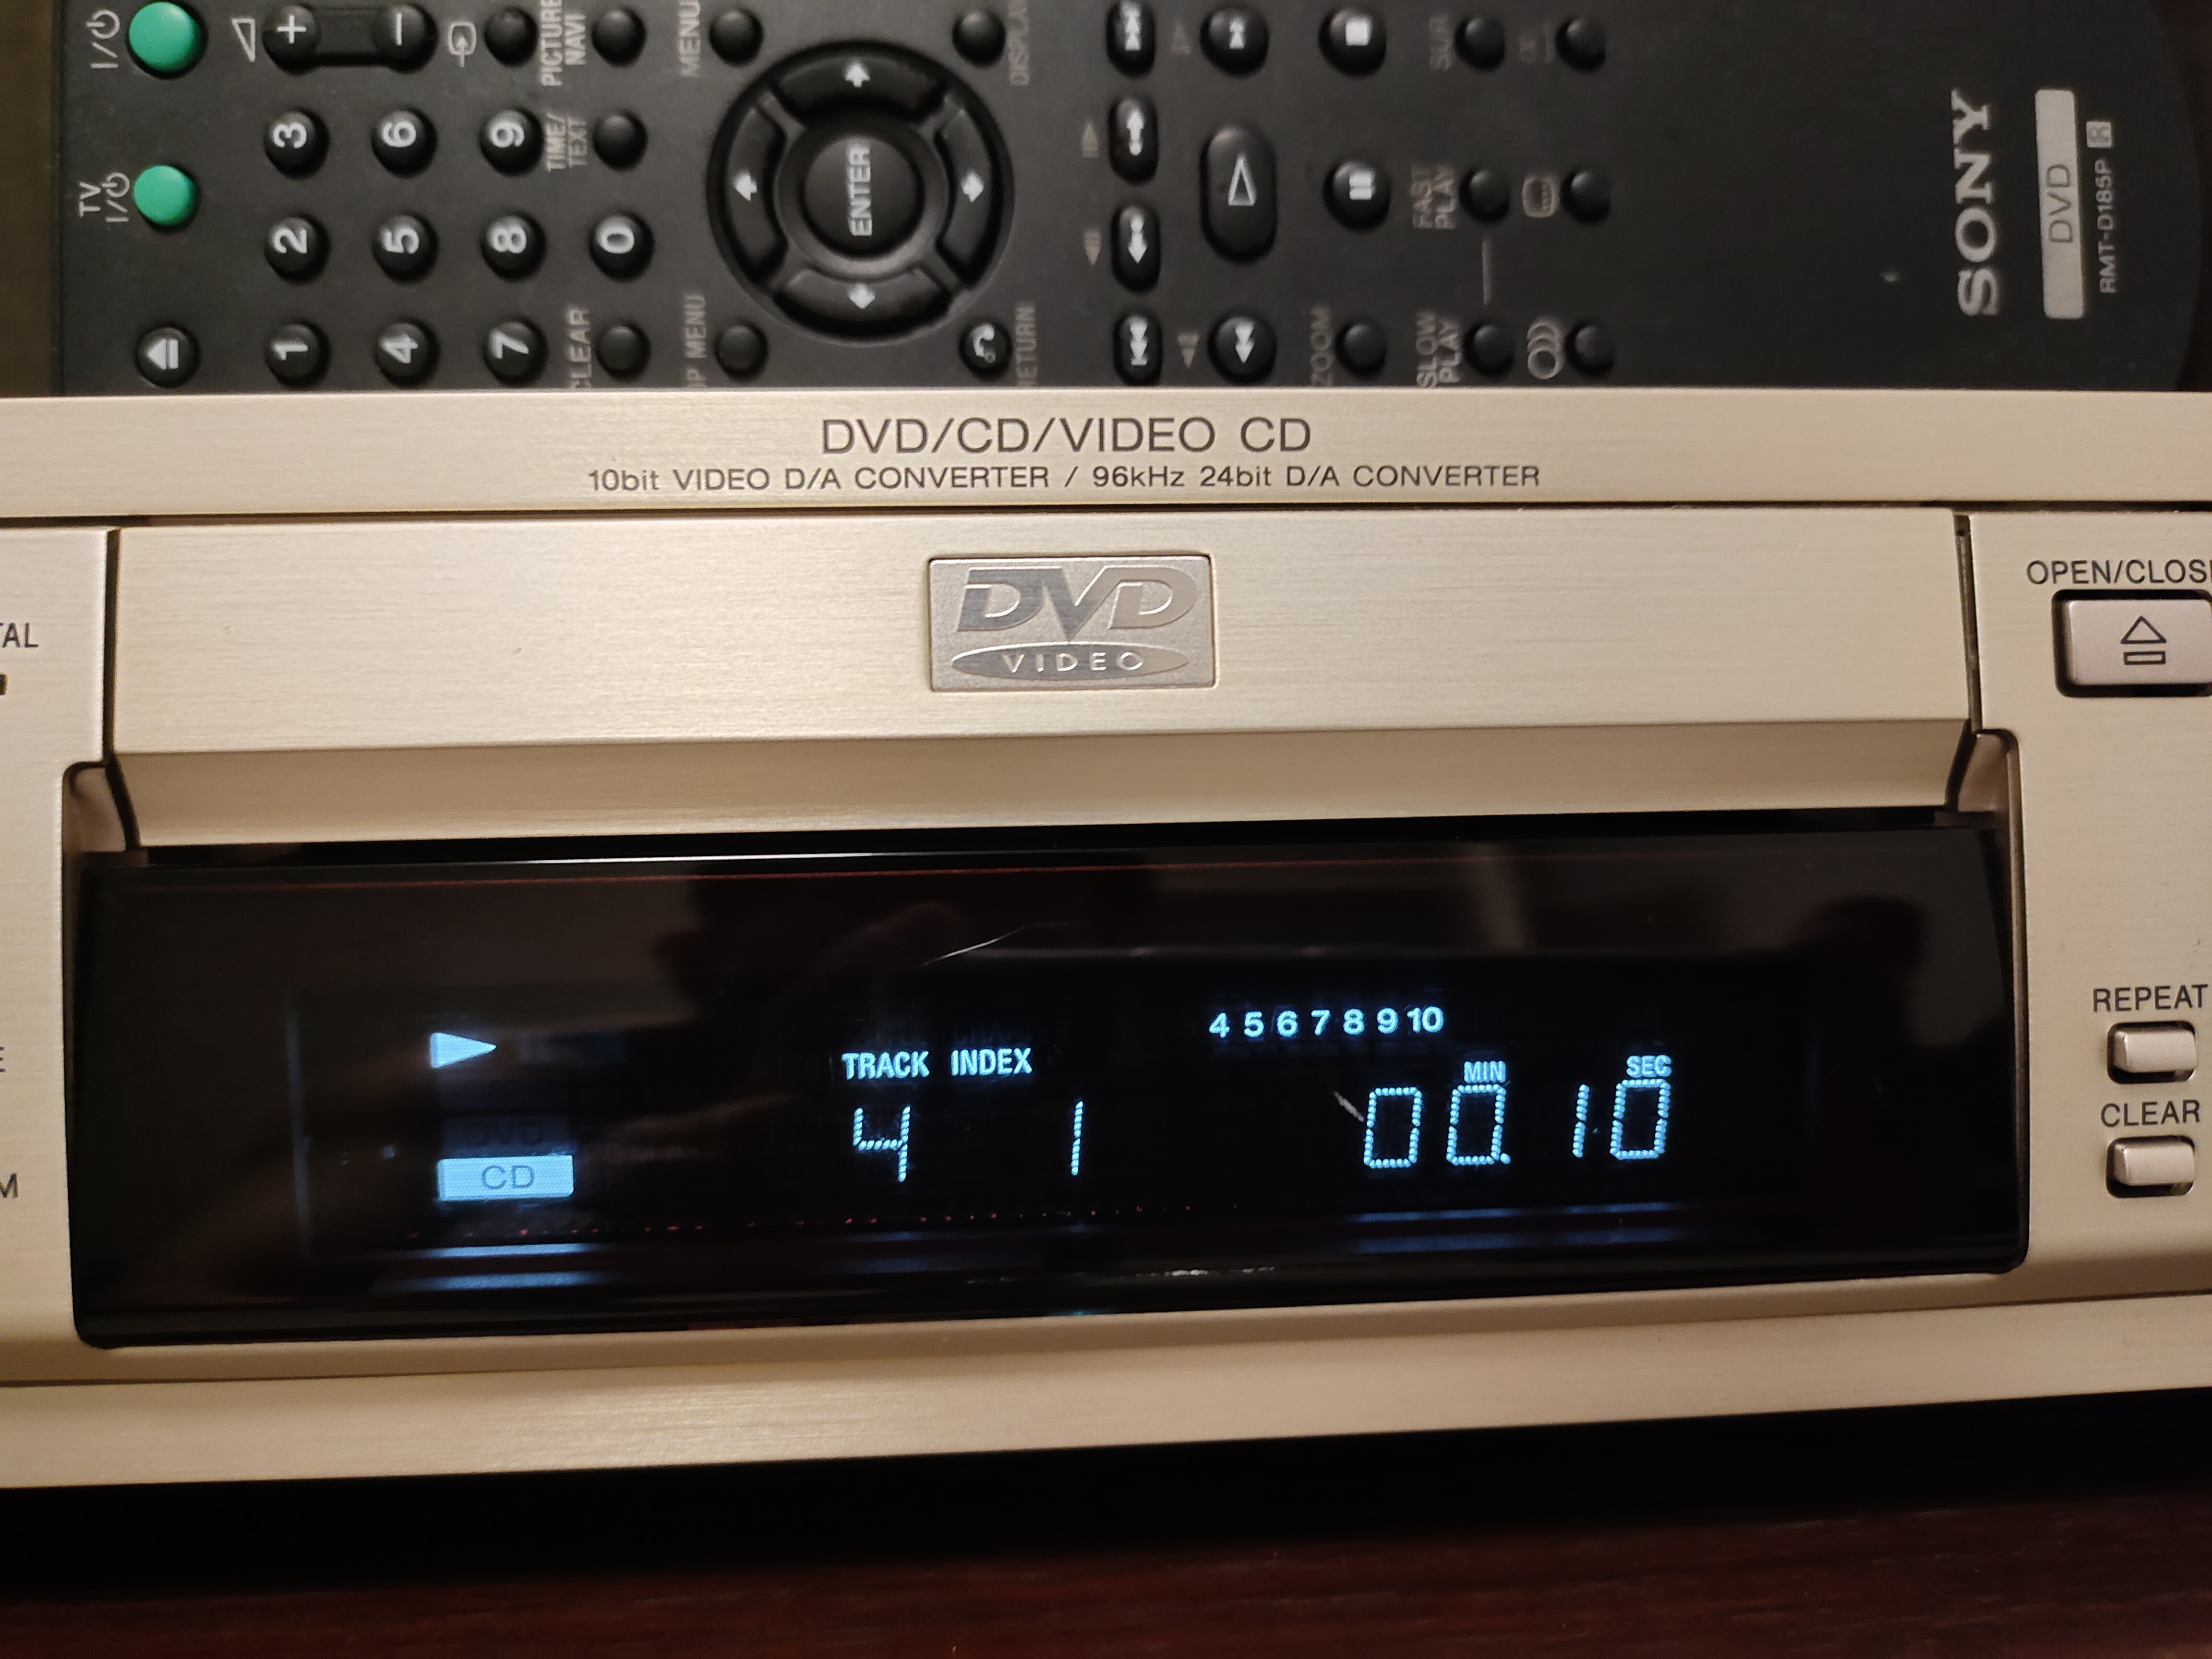 I/⏻
TV
I/⏻
+
−
3
6
9
2
5
8
0
1
4
7
PICTURE
NAVI
TIME/
TEXT
CLEAR
MENU
ENTER
DISPLAY
SUR
FAST
PLAY
ZOOM
SLOW
PLAY
SONY
DVD
RMT-D185P R
DVD/CD/VIDEO CD
10bit VIDEO D/A CONVERTER / 96kHz 24bit D/A CONVERTER
DVD
VIDEO
OPEN/CLOS
TAL
4 5 6 7 8 9 10
TRACK INDEX
MIN SEC
4 1 00. 10
DVD
CD
REPEAT
CLEAR
M